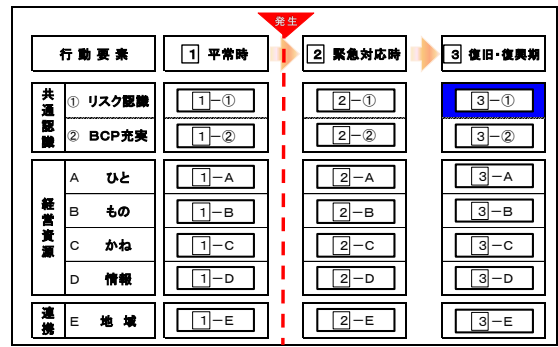 発生
行動要素 1 平常時 2 緊急対応時 3 復旧・復興期
共通認識
① リスク認識 1－① 2－① 3－①
② BCP充実 1－② 2－② 3－②
経営資源
A ひと 1－A 2－A 3－A
B もの 1－B 2－B 3－B
C かね 1－C 2－C 3－C
D 情報 1－D 2－D 3－D
連携
E 地域 1－E 2－E 3－E